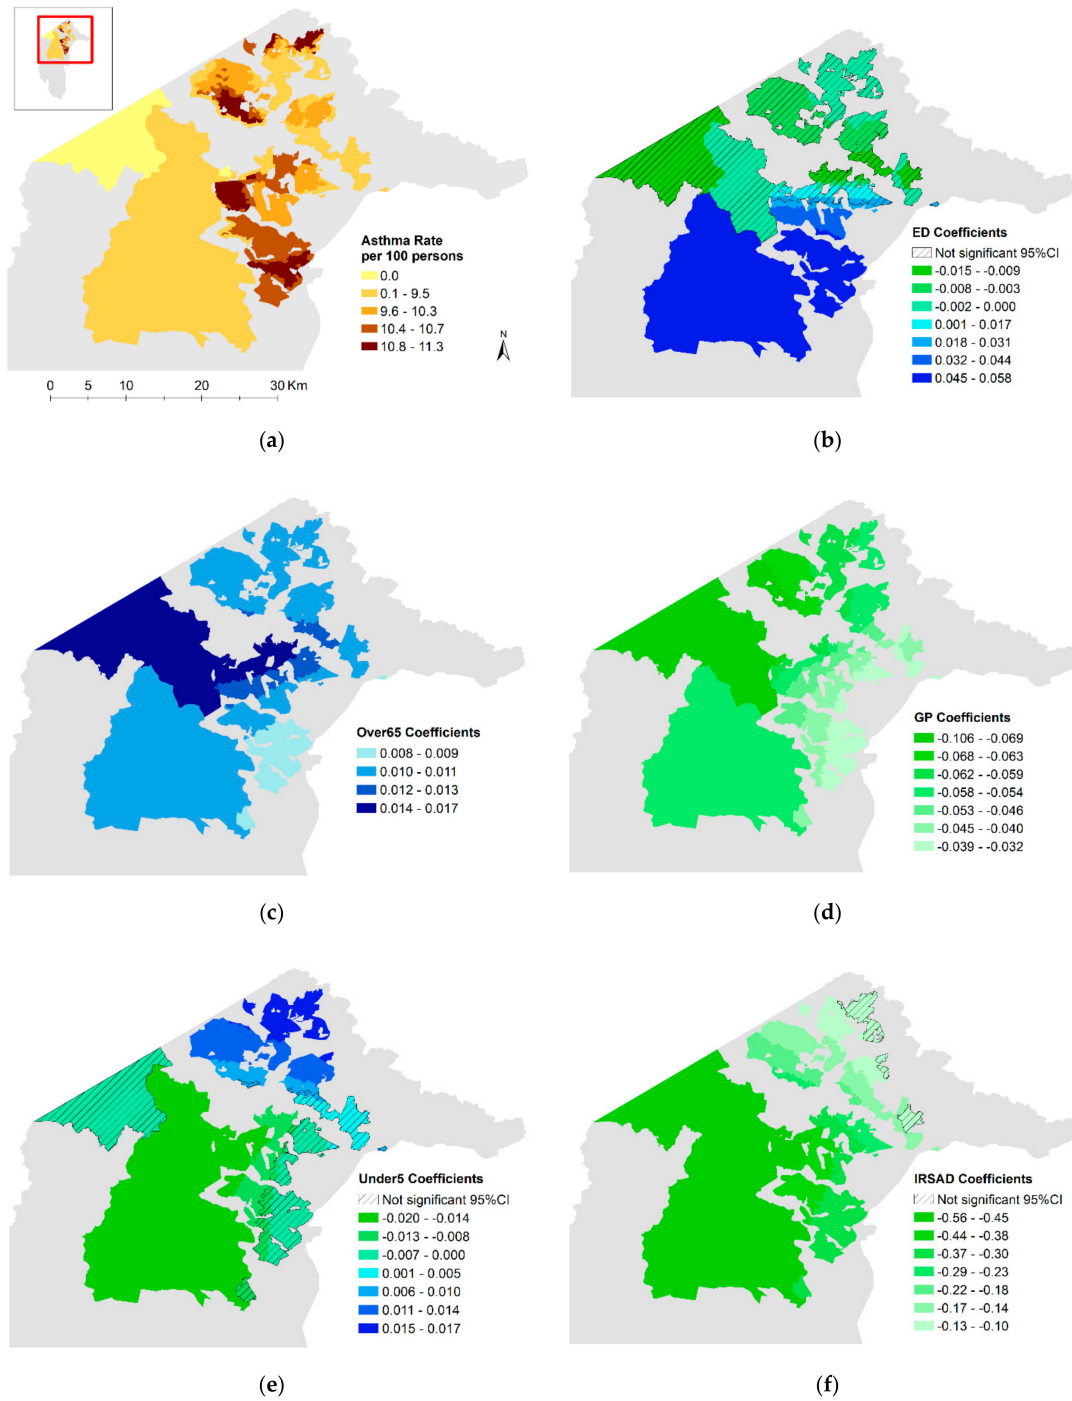 Asthma Rate
per 100 persons
0.0
0.1 - 9.5
9.6 - 10.3
10.4 - 10.7
10.8 - 11.3
N
0 5 10 20 30 Km
(a)
ED Coefficients
Not significant 95%CI
-0.015 - -0.009
-0.008 - -0.003
-0.002 - 0.000
0.001 - 0.017
0.018 - 0.031
0.032 - 0.044
0.045 - 0.058
(b)
Over65 Coefficients
0.008 - 0.009
0.010 - 0.011
0.012 - 0.013
0.014 - 0.017
(c)
GP Coefficients
-0.106 - -0.069
-0.068 - -0.063
-0.062 - -0.059
-0.058 - -0.054
-0.053 - -0.046
-0.045 - -0.040
-0.039 - -0.032
(d)
Under5 Coefficients
Not significant 95%CI
-0.020 - -0.014
-0.013 - -0.008
-0.007 - 0.000
0.001 - 0.005
0.006 - 0.010
0.011 - 0.014
0.015 - 0.017
(e)
IRSAD Coefficients
Not significant 95%CI
-0.56 - -0.45
-0.44 - -0.38
-0.37 - -0.30
-0.29 - -0.23
-0.22 - -0.18
-0.17 - -0.14
-0.13 - -0.10
(f)